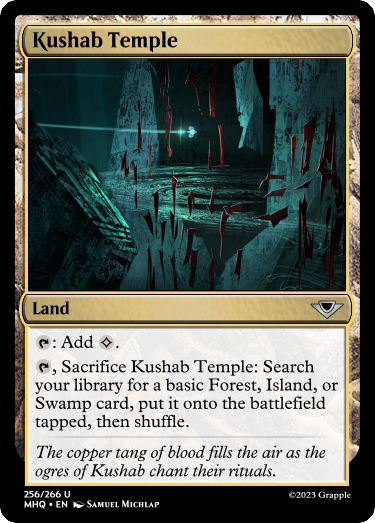 Kushab Temple
Land
: Add .
, Sacrifice Kushab Temple: Search
your library for a basic Forest, Island, or
Swamp card, put it onto the battlefield
tapped, then shuffle.
The copper tang of blood fills the air as the
ogres of Kushab chant their rituals.
256/266 U
MHQ • EN Samuel Michlap
©2023 Grapple